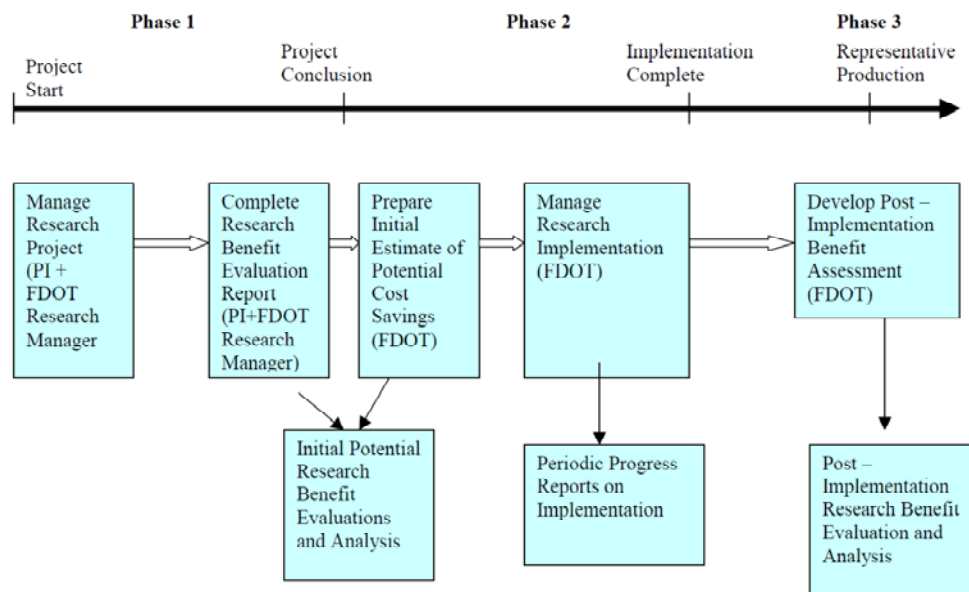 Phase 1
Phase 2
Phase 3
Project
Start
Project
Conclusion
Implementation
Complete
Representative
Production
Manage
Research
Project
(PI +
FDOT
Research
Manager
Complete
Research
Benefit
Evaluation
Report
(PI+FDOT
Research
Manager)
Prepare
Initial
Estimate of
Potential
Cost
Savings
(FDOT)
Manage
Research
Implementation
(FDOT)
Develop Post –
Implementation
Benefit
Assessment
(FDOT)
Initial Potential
Research
Benefit
Evaluations
and Analysis
Periodic Progress
Reports on
Implementation
Post –
Implementation
Research Benefit
Evaluation and
Analysis